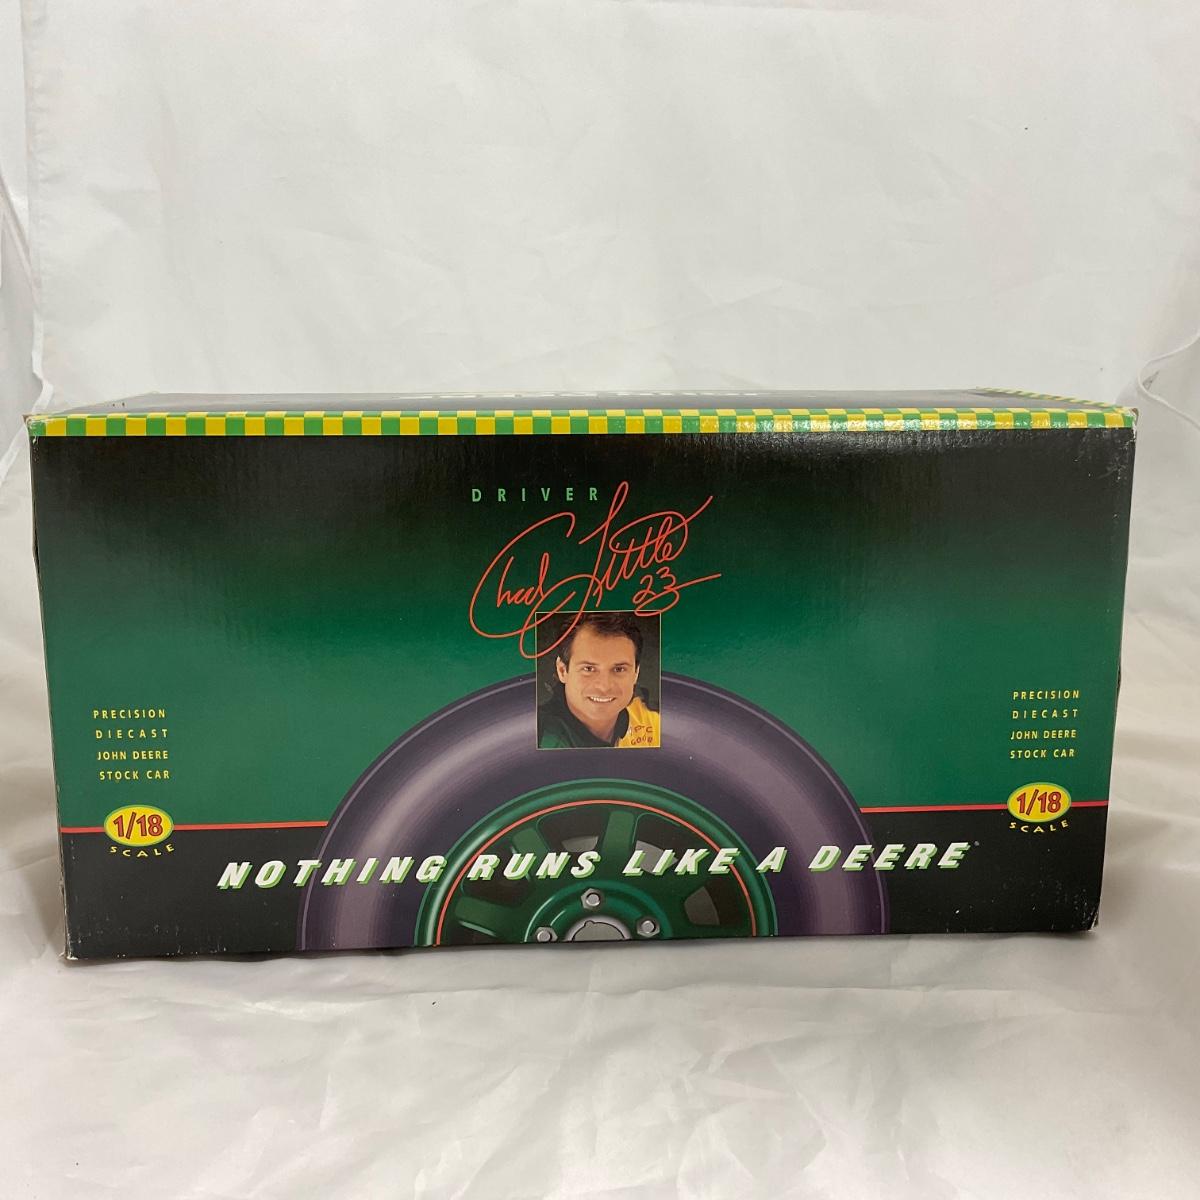 DRIVER
Chad Little
23
PRECISION
DIECAST
JOHN DEERE
STOCK CAR
1/18
SCALE
PRECISION
DIECAST
JOHN DEERE
STOCK CAR
1/18
SCALE
NOTHING RUNS LIKE A DEERE